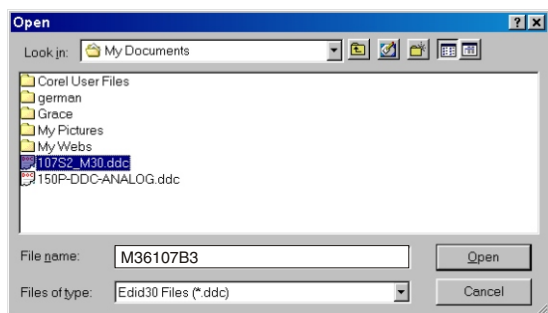 Open
Look in: My Documents
Corel User Files
german
Grace
My Pictures
My Webs
107S2_M30.ddc
150P-DDC-ANALOG.ddc
File name: M36107B3 Open
Files of type: Edid30 Files (*.ddc) Cancel